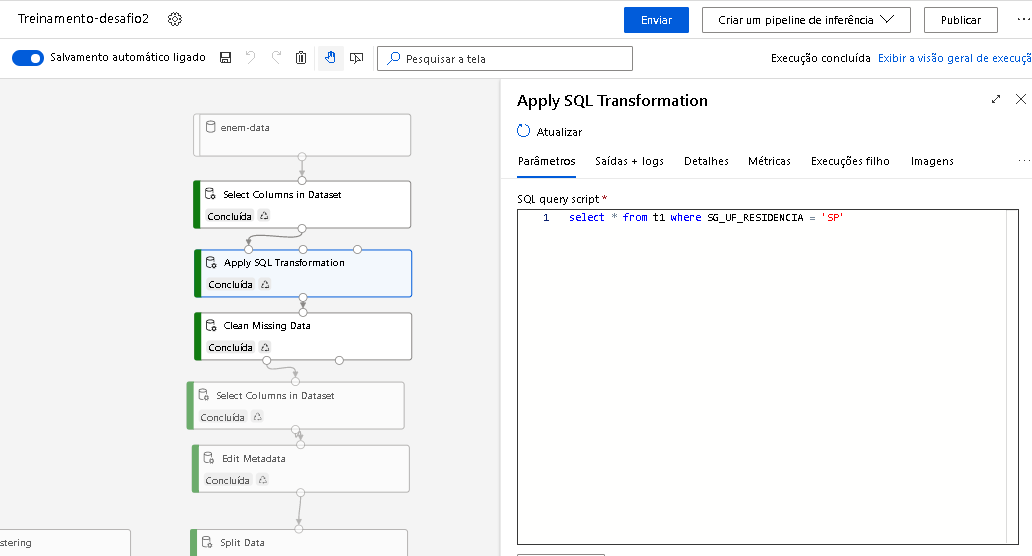 Treinamento-desafio2
Enviar
Criar um pipeline de inferência
Publicar
Salvamento automático ligado
Pesquisar a tela
Execução concluída
Exibir a visão geral de execuçã
enem-data
Select Columns in Dataset
Concluída
Apply SQL Transformation
Concluída
Clean Missing Data
Concluída
Select Columns in Dataset
Concluída
Edit Metadata
Concluída
stering
Split Data
Apply SQL Transformation
Atualizar
Parâmetros Saídas + logs Detalhes Métricas Execuções filho Imagens
SQL query script *
1 select * from t1 where SG_UF_RESIDENCIA = 'SP'